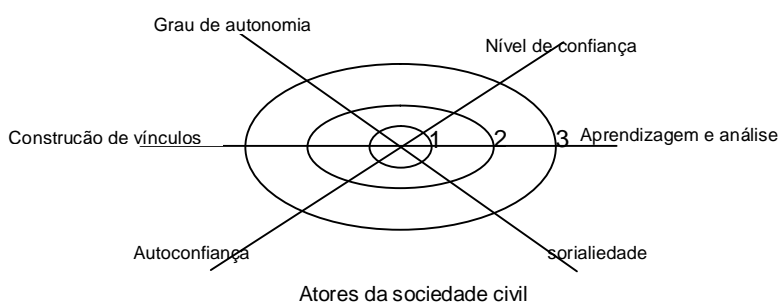 Grau de autonomia
Nível de confiança
Construcão de vínculos
1
2
3
Aprendizagem e análise
Autoconfiança
sorialiedade
Atores da sociedade civil